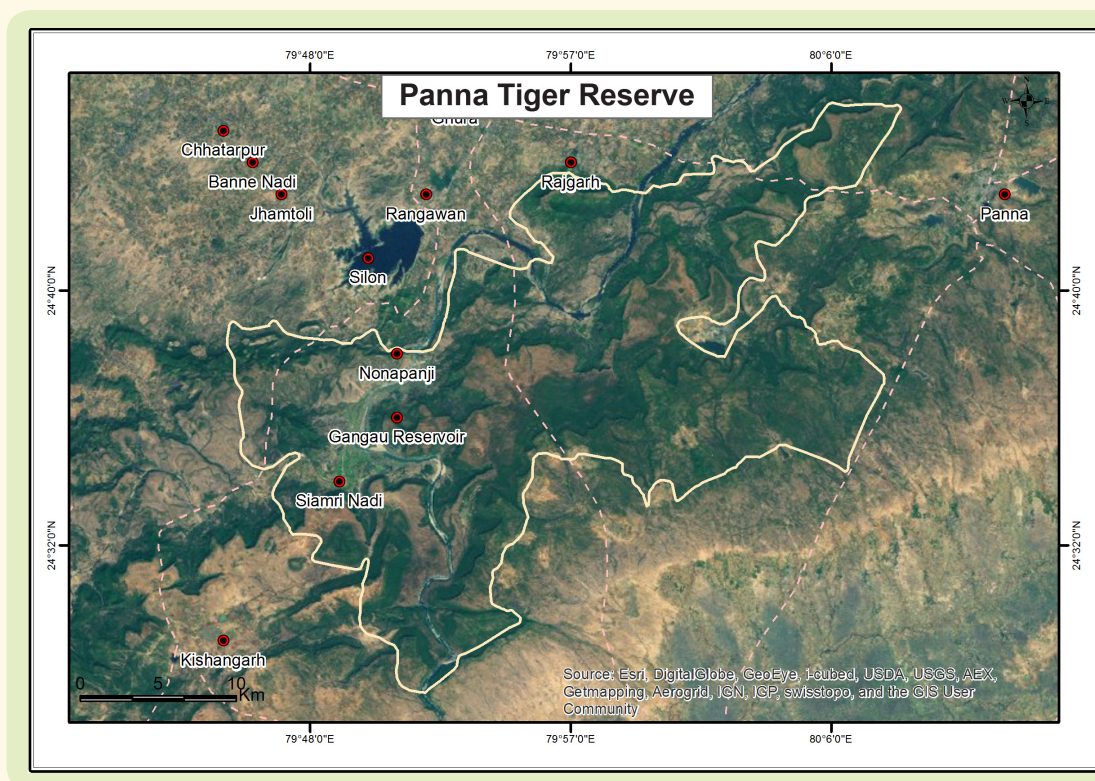 79°48'0"E
79°57'0"E
80°6'0"E
Panna Tiger Reserve
N
W
E
S
Ghura
Chhatarpur
Banne Nadi
Rajgarh
Jhamtoli
Rangawan
Panna
Silon
24°40'0"N
24°40'0"N
Nonapanji
Gangau Reservoir
Siamri Nadi
24°32'0"N
24°32'0"N
Kishangarh
0 5 10
Km
Source: Esri, DigitalGlobe, GeoEye, i-cubed, USDA, USGS, AEX,
Getmapping, Aerogrid, IGN, IGP, swisstopo, and the GIS User
Community
79°48'0"E
79°57'0"E
80°6'0"E